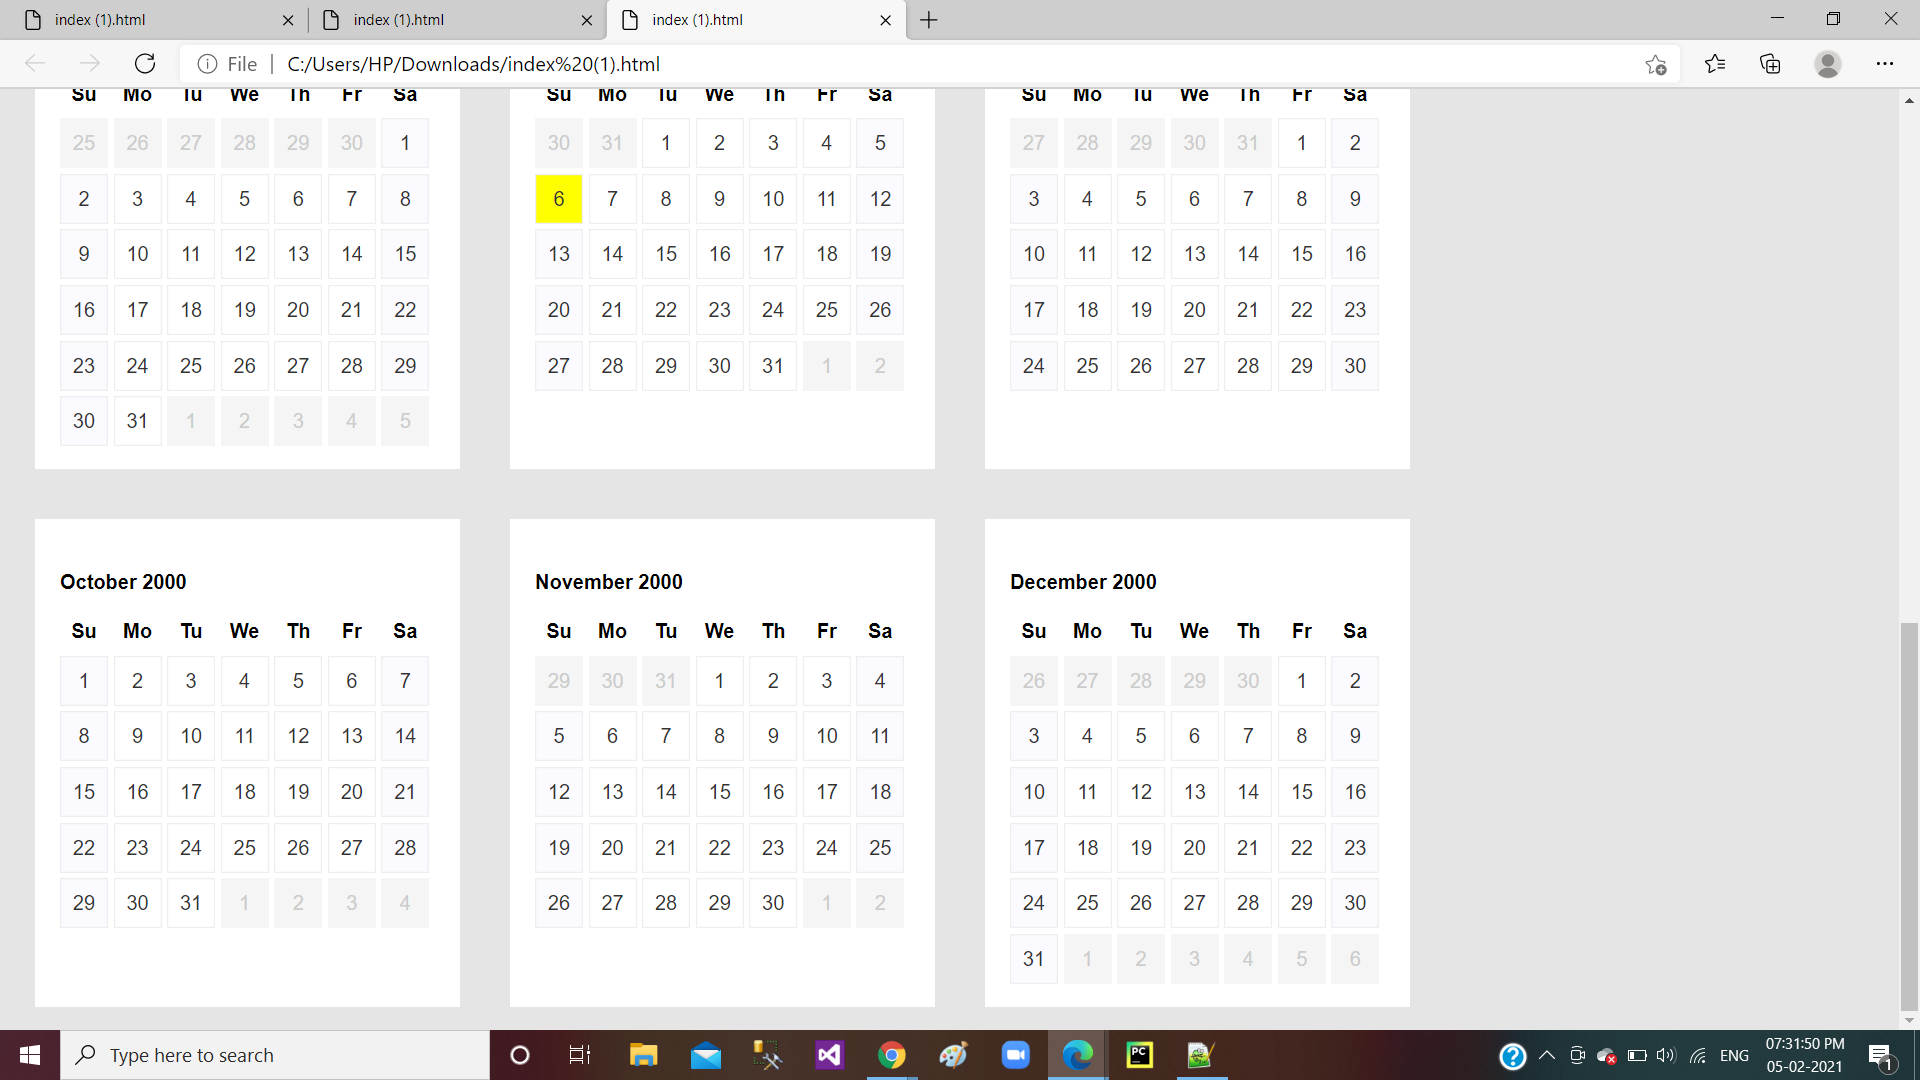 index (1).html index (1).html index (1).html
File C:/Users/HP/Downloads/index%20(1).html
Su Mo Tu We Th Fr Sa Su Mo Tu We Th Fr Sa Su Mo Tu We Th Fr Sa
25 26 27 28 29 30 1 30 31 1 2 3 4 5 27 28 29 30 31 1 2
2 3 4 5 6 7 8 6 7 8 9 10 11 12 3 4 5 6 7 8 9
9 10 11 12 13 14 15 13 14 15 16 17 18 19 10 11 12 13 14 15 16
16 17 18 19 20 21 22 20 21 22 23 24 25 26 17 18 19 20 21 22 23
23 24 25 26 27 28 29 27 28 29 30 31 1 2 24 25 26 27 28 29 30
30 31 1 2 3 4 5
October 2000 November 2000 December 2000
Su Mo Tu We Th Fr Sa Su Mo Tu We Th Fr Sa Su Mo Tu We Th Fr Sa
1 2 3 4 5 6 7 29 30 31 1 2 3 4 26 27 28 29 30 1 2
8 9 10 11 12 13 14 5 6 7 8 9 10 11 3 4 5 6 7 8 9
15 16 17 18 19 20 21 12 13 14 15 16 17 18 10 11 12 13 14 15 16
22 23 24 25 26 27 28 19 20 21 22 23 24 25 17 18 19 20 21 22 23
29 30 31 1 2 3 4 26 27 28 29 30 1 2 24 25 26 27 28 29 30
31 1 2 3 4 5 6
Type here to search PC ENG 07:31:50 PM
05-02-2021 1